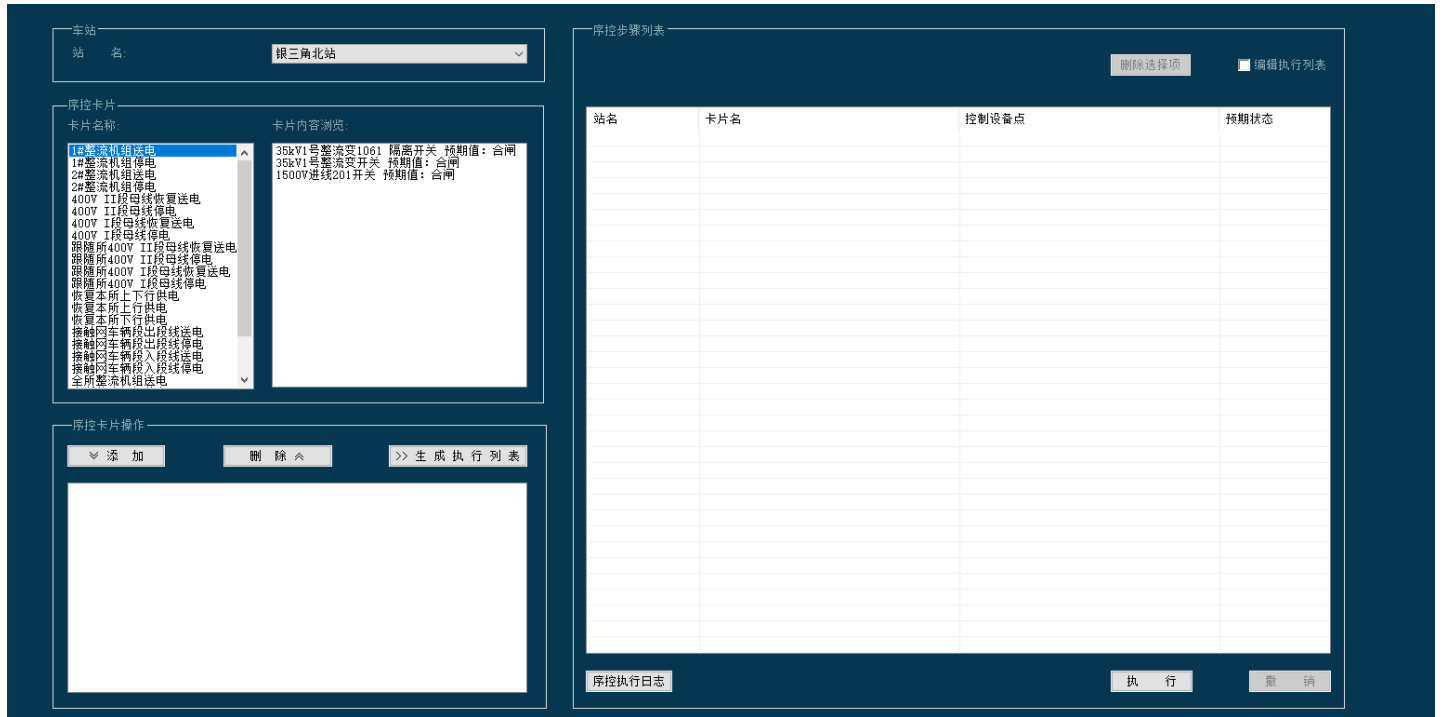 车站
站 名:
银三角北站
序控卡片
卡片名称:
1#整流机组送电
1#整流机组停电
2#整流机组送电
2#整流机组停电
400V II段母线恢复送电
400V II段母线停电
400V I段母线恢复送电
400V I段母线停电
跟随所400V II段母线恢复送电
跟随所400V II段母线停电
跟随所400V I段母线恢复送电
跟随所400V I段母线停电
恢复本所上下行供电
恢复本所上行供电
恢复本所下行供电
接触网车辆段出段线送电
接触网车辆段出段线停电
接触网车辆段入段线送电
接触网车辆段入段线停电
全所整流机组送电
卡片内容浏览:
35kV1号整流变1061 隔离开关 预期值: 合闸
35kV1号整流变开关 预期值: 合闸
1500V进线201开关 预期值: 合闸
序控卡片操作
添 加
删 除
>> 生 成 执 行 列 表
序控步骤列表
删除选择项
编辑执行列表
站名 卡片名 控制设备点 预期状态
序控执行日志
执 行
撤 销